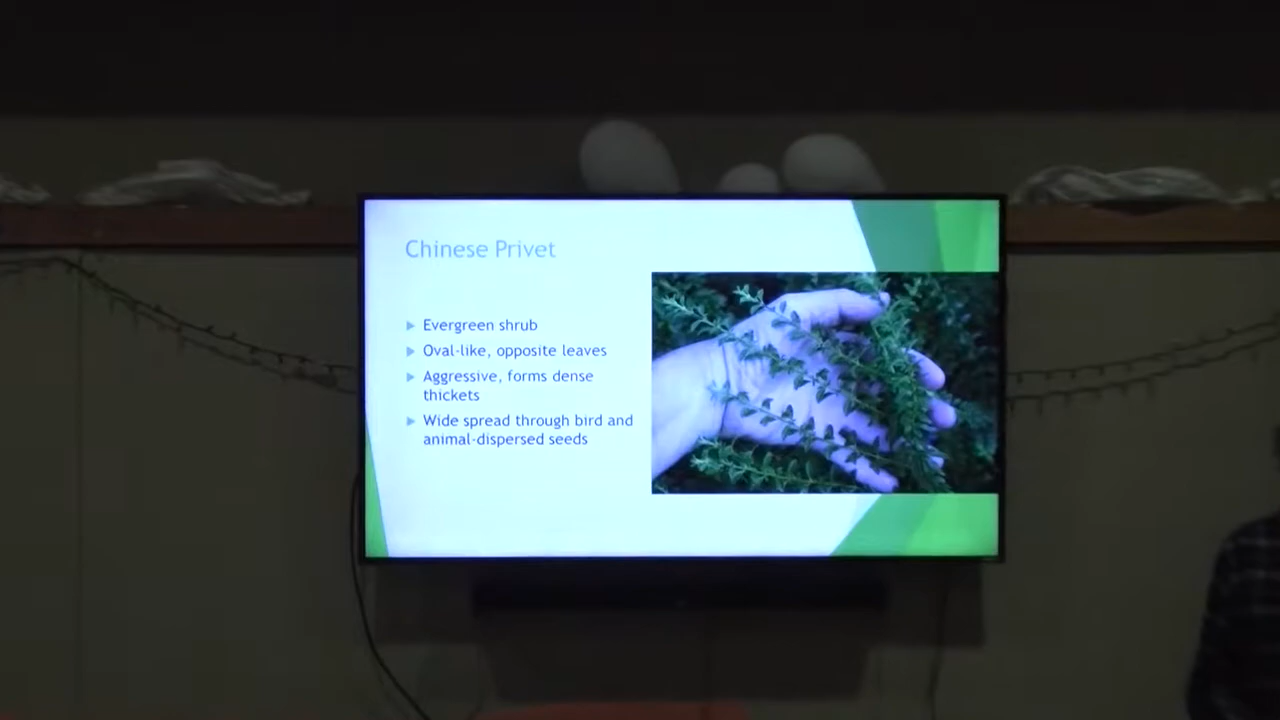 Chinese Privet
Evergreen shrub
Oval-like, opposite leaves
Aggressive, forms dense
thickets
Wide spread through bird and
animal-dispersed seeds